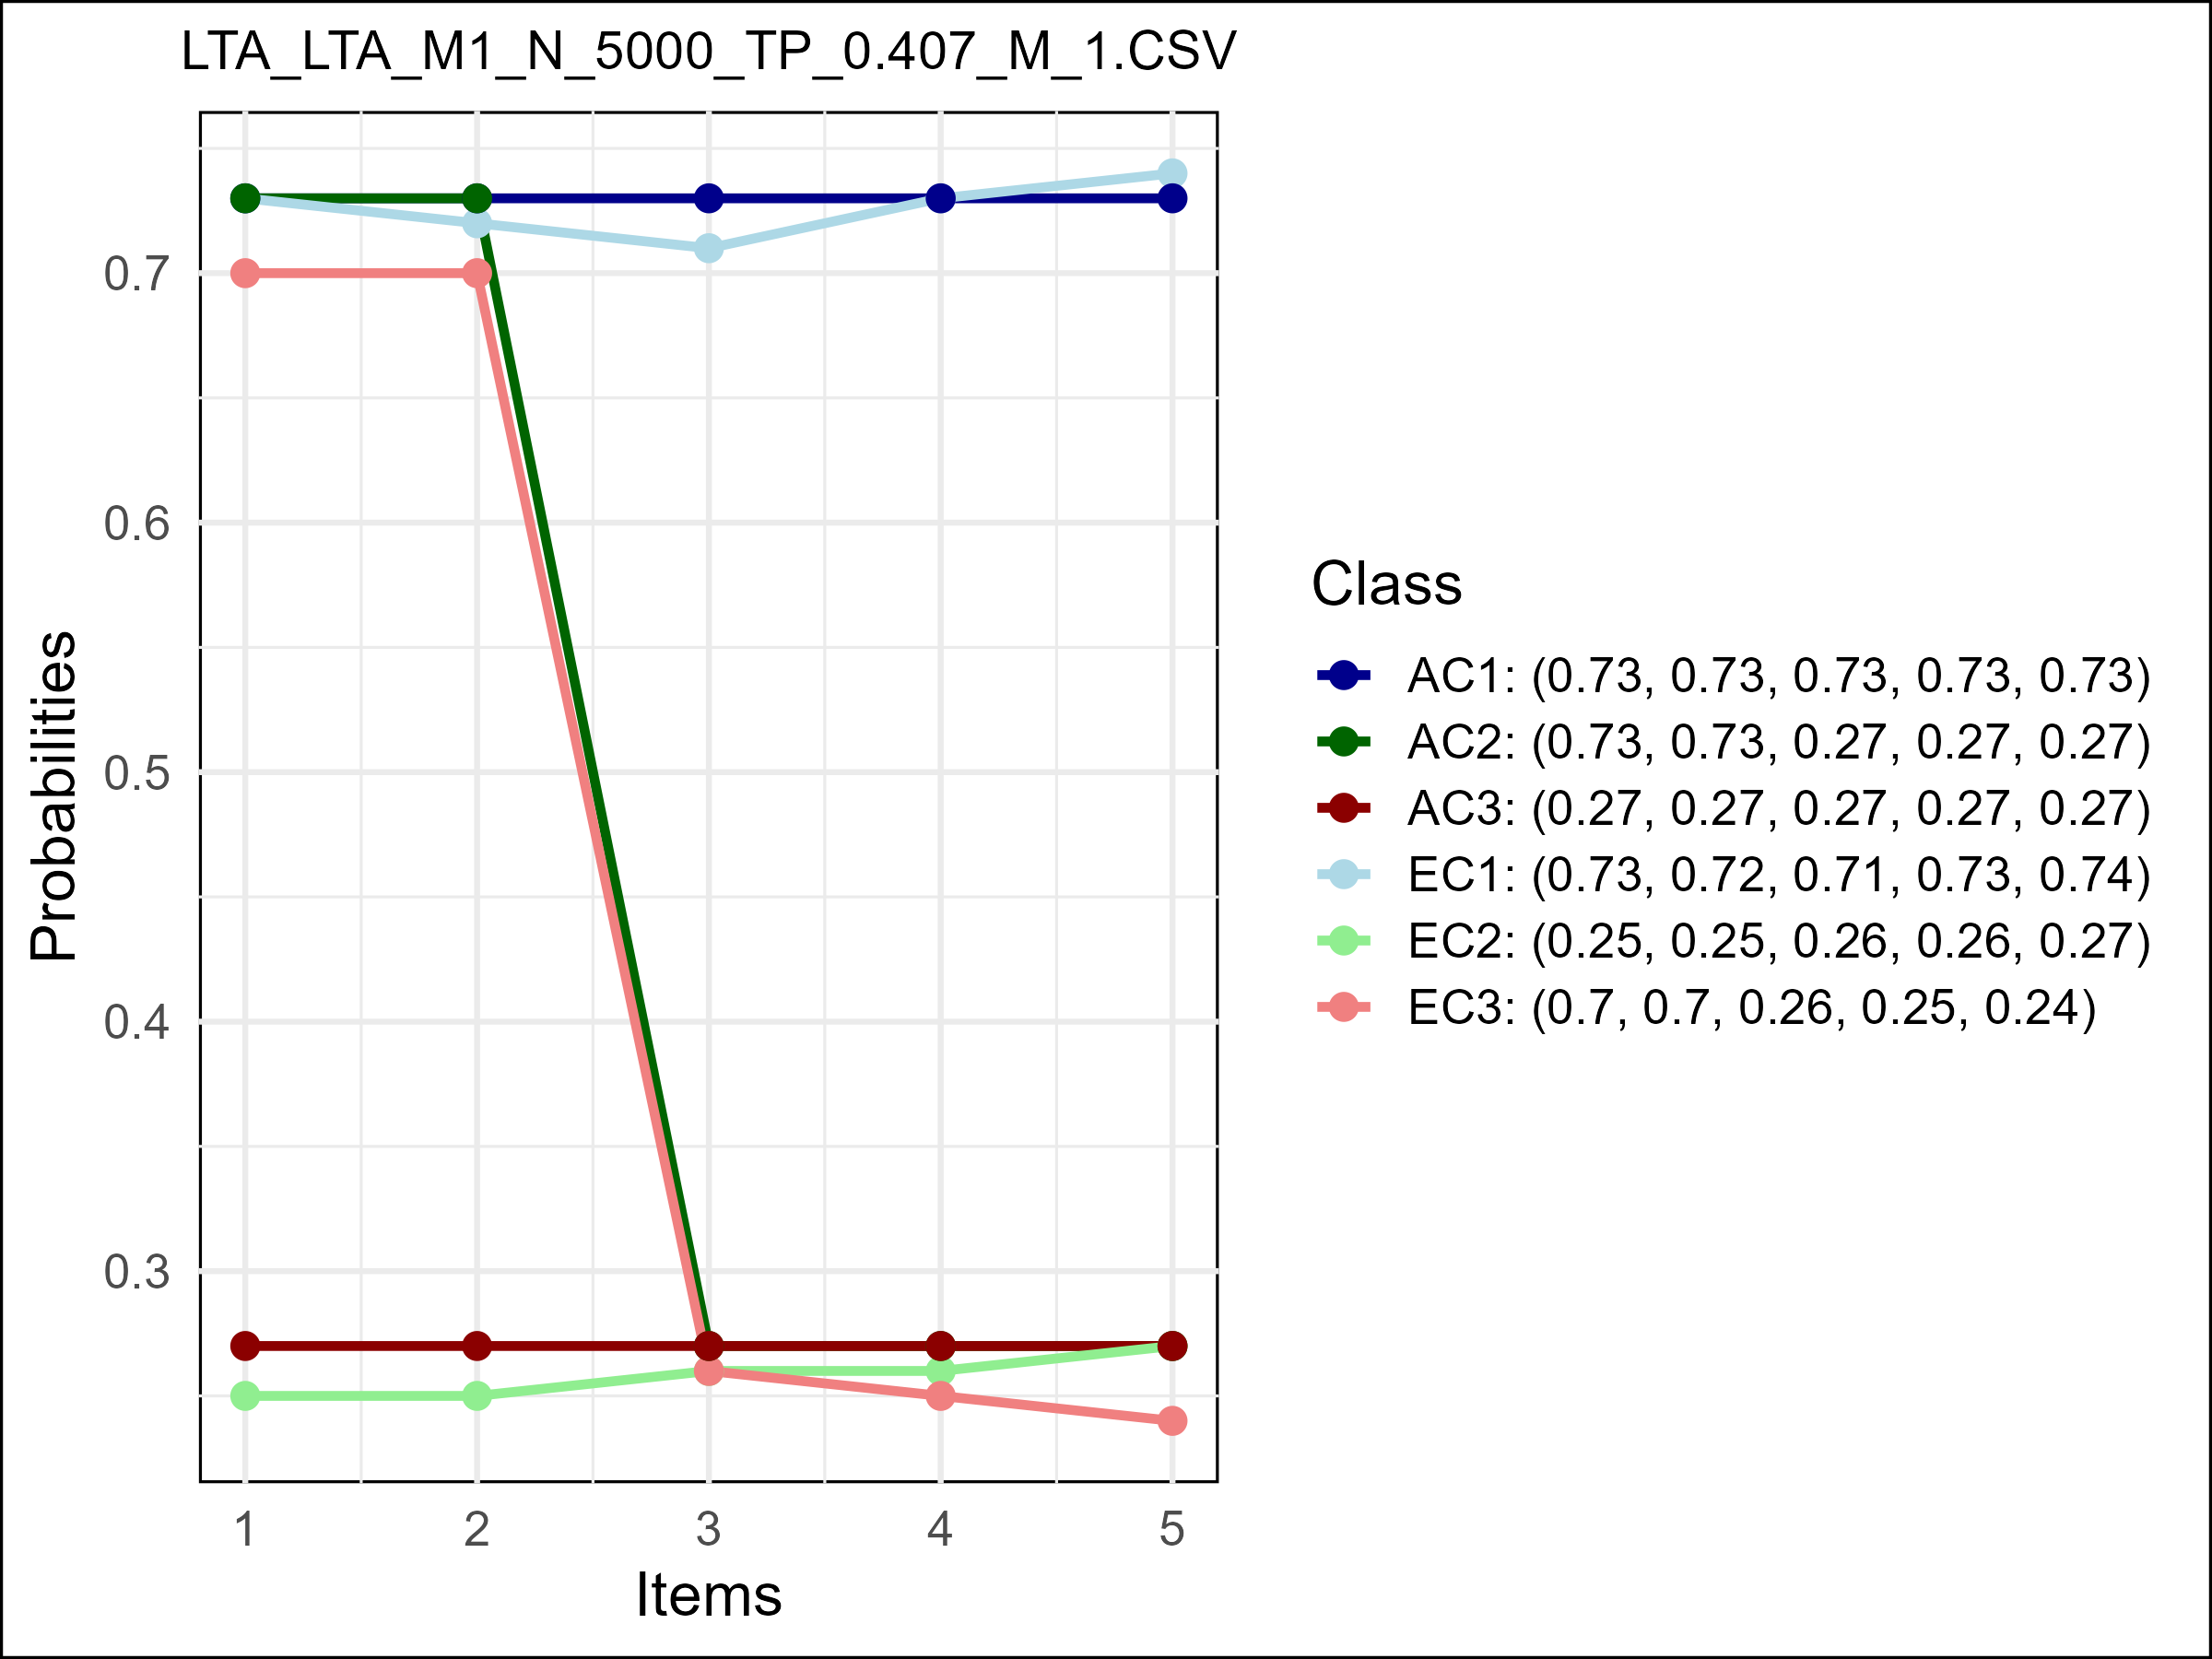 LTA_LTA_M1_N_5000_TP_0.407_M_1.CSV
Probabilities
0.7
0.6
0.5
0.4
0.3
1 2 3 4 5
Items
Class
AC1: (0.73, 0.73, 0.73, 0.73, 0.73)
AC2: (0.73, 0.73, 0.27, 0.27, 0.27)
AC3: (0.27, 0.27, 0.27, 0.27, 0.27)
EC1: (0.73, 0.72, 0.71, 0.73, 0.74)
EC2: (0.25, 0.25, 0.26, 0.26, 0.27)
EC3: (0.7, 0.7, 0.26, 0.25, 0.24)